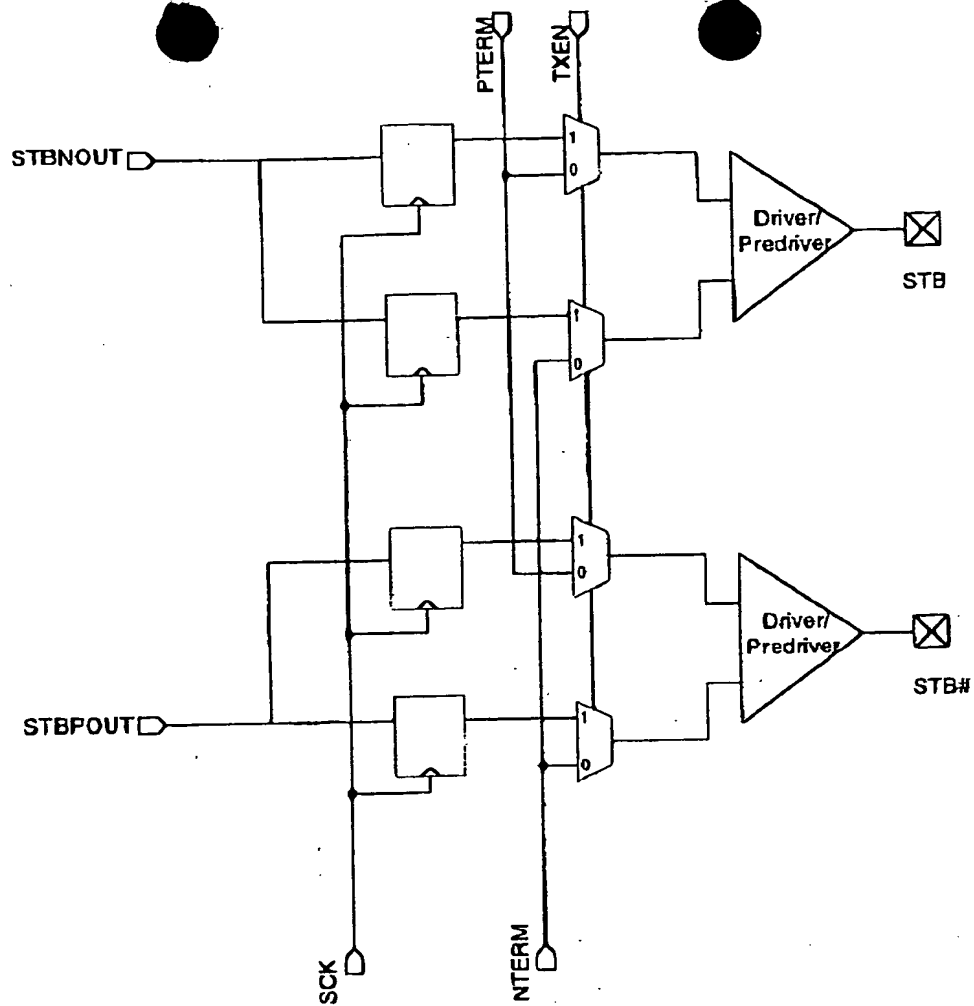 PTERM
TXEN
STBNOUT
1
0
Driver/
Predriver
STB
1
0
1
0
Driver/
Predriver
STB#
STBPOUT
1
0
SCK
NTERM